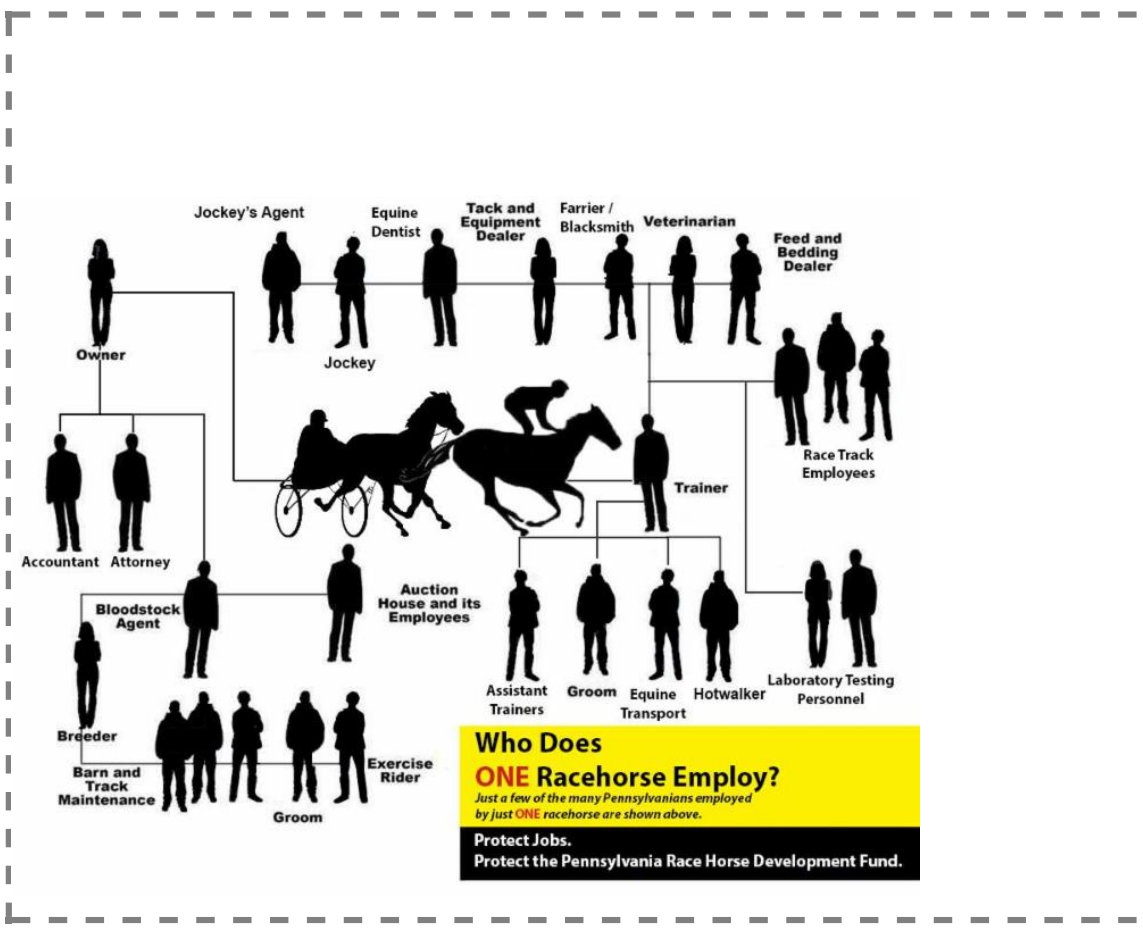 Jockey's Agent
Equine
Dentist
Tack and
Equipment
Dealer
Farrier /
Blacksmith
Veterinarian
Feed and
Bedding
Dealer
Owner
Jockey
Race Track
Employees
Trainer
Accountant
Attorney
Bloodstock
Agent
Auction
House and its
Employees
Assistant
Trainers
Groom
Equine
Transport
Hotwalker
Laboratory Testing
Personnel
Breeder
Barn and
Track
Maintenance
Groom
Exercise
Rider
Who Does
ONE Racehorse Employ?
Just a few of the many Pennsylvanians employed
by just ONE racehorse are shown above.
Protect Jobs.
Protect the Pennsylvania Race Horse Development Fund.